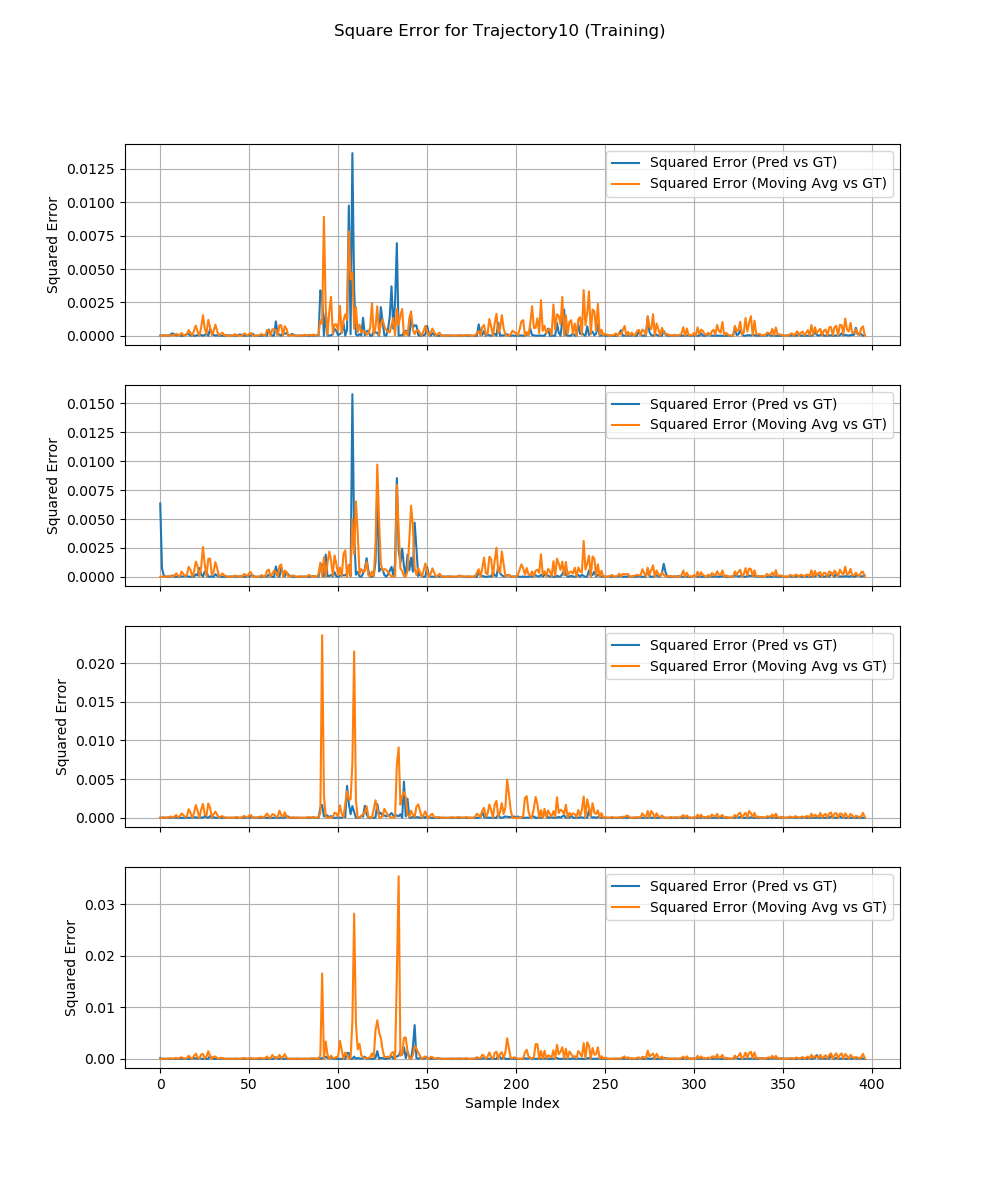 Square Error for Trajectory10 (Training)
0.0125
0.0100
0.0075
0.0050
0.0025
0.0000
Squared Error
Squared Error (Pred vs GT)
Squared Error (Moving Avg vs GT)
0.0150
0.0125
0.0100
0.0075
0.0050
0.0025
0.0000
Squared Error
Squared Error (Pred vs GT)
Squared Error (Moving Avg vs GT)
0.020
0.015
0.010
0.005
0.000
Squared Error
Squared Error (Pred vs GT)
Squared Error (Moving Avg vs GT)
0.03
0.02
0.01
0.00
Squared Error
Squared Error (Pred vs GT)
Squared Error (Moving Avg vs GT)
0 50 100 150 200 250 300 350 400
Sample Index